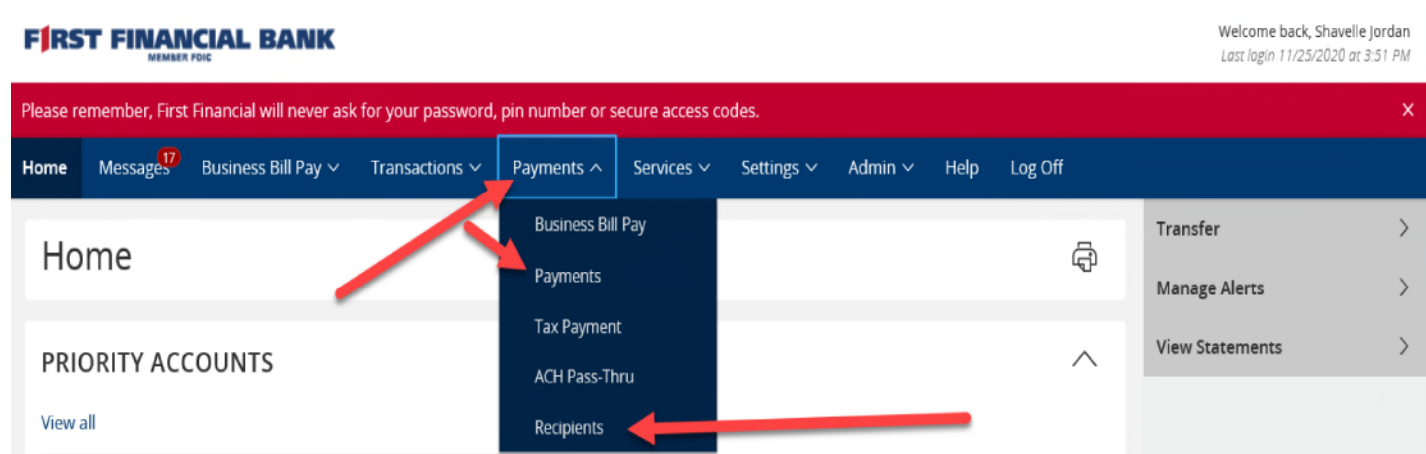 FIRST FINANCIAL BANK
MEMBER FDIC
Welcome back, Shavelle Jordan
Last login 11/25/2020 at 3:51 PM
Please remember, First Financial will never ask for your password, pin number or secure access codes.
Home Messages 17 Business Bill Pay Transactions Payments Services Settings Admin Help Log Off
Business Bill Pay
Payments
Tax Payment
ACH Pass-Thru
Recipients
Home
PRIORITY ACCOUNTS
View all
Transfer
Manage Alerts
View Statements